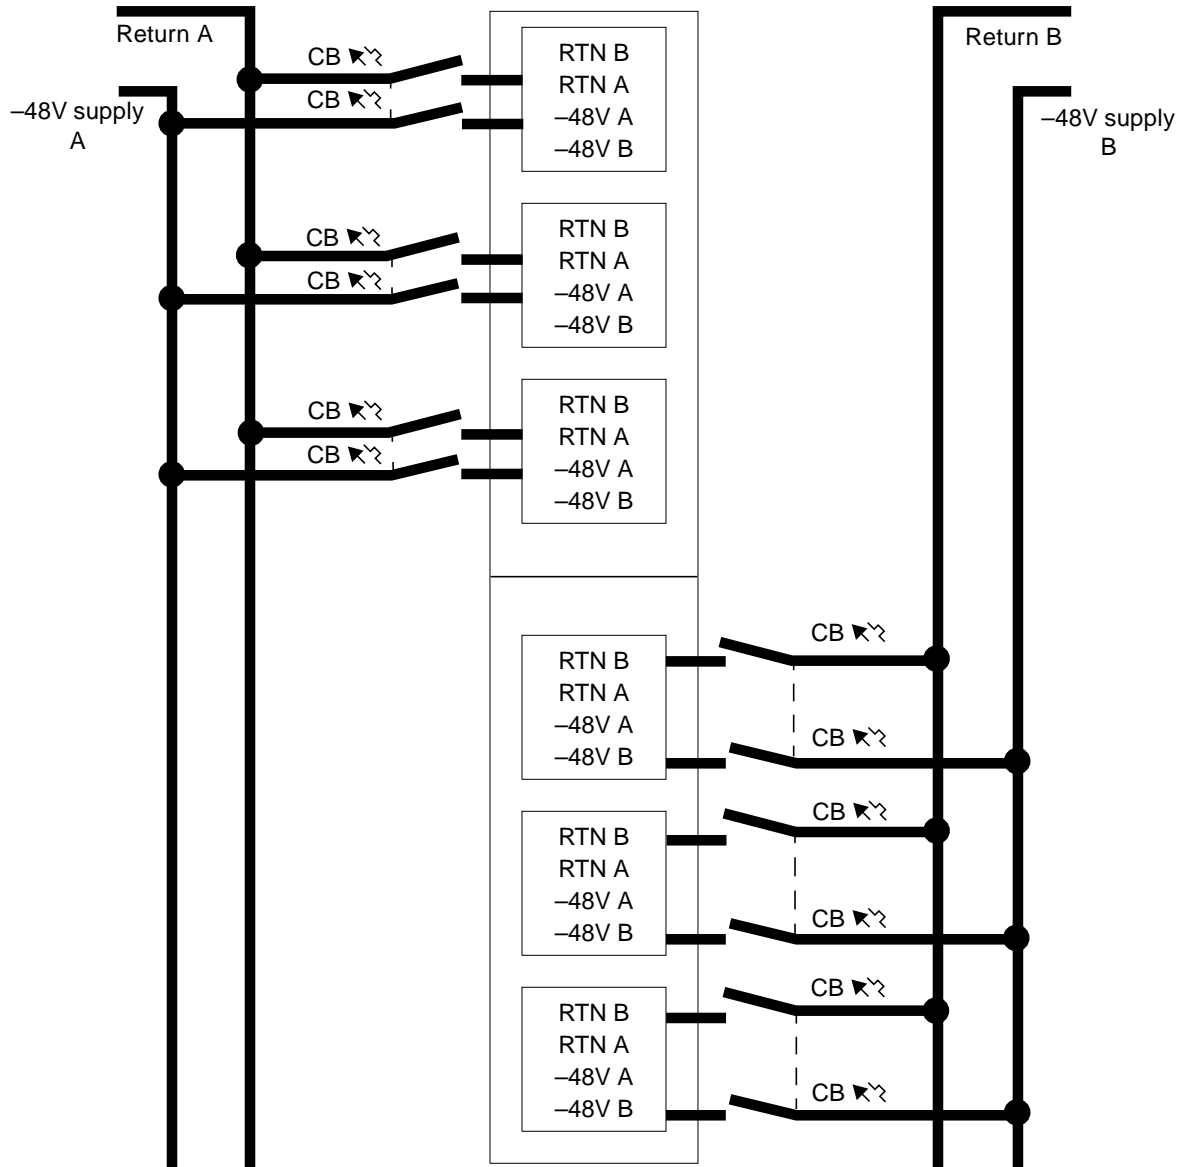 Return A
–48V supply
A
CB
CB
RTN B
RTN A
–48V A
–48V B
Return B
–48V supply
B
CB
CB
RTN B
RTN A
–48V A
–48V B
CB
CB
RTN B
RTN A
–48V A
–48V B
RTN B
RTN A
–48V A
–48V B
CB
CB
RTN B
RTN A
–48V A
–48V B
CB
CB
RTN B
RTN A
–48V A
–48V B
CB
CB